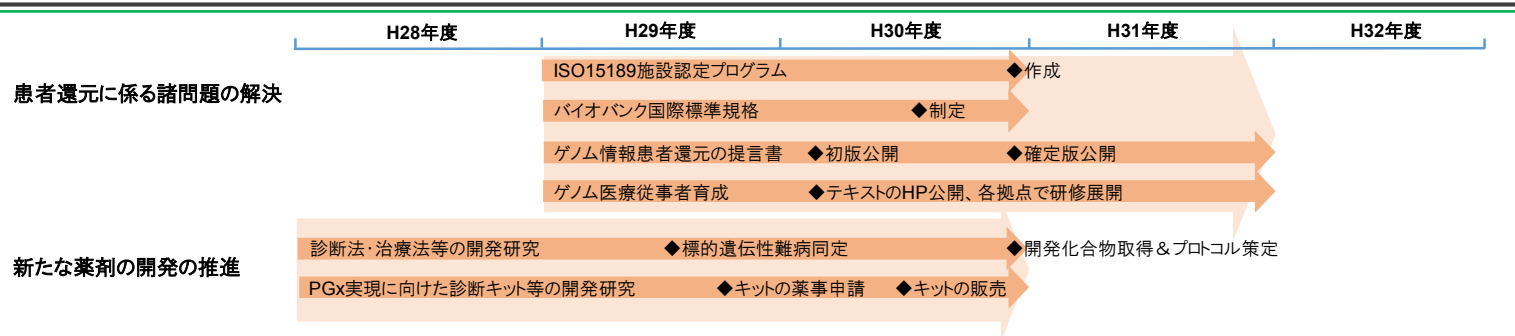 H28年度 H29年度 H30年度 H31年度 H32年度
患者還元に係る諸問題の解決
ISO15189施設認定プログラム ◆作成
バイオバンク国際標準規格 ◆制定
ゲノム情報患者還元の提言書 ◆初版公開 ◆確定版公開
ゲノム医療従事者育成 ◆テキストのHP公開、各拠点で研修展開
新たな薬剤の開発の推進
診断法・治療法等の開発研究 ◆標的遺伝性難病同定 ◆開発化合物取得＆プロトコル策定
PGx実現に向けた診断キット等の開発研究 ◆キットの薬事申請 ◆キットの販売